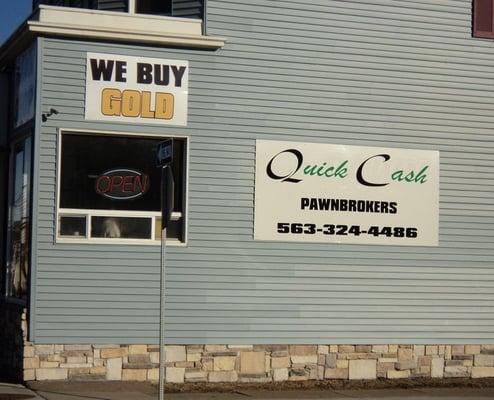 WE BUY
GOLD
OPEN
Quick Cash
PAWNBROKERS
563-324-4486